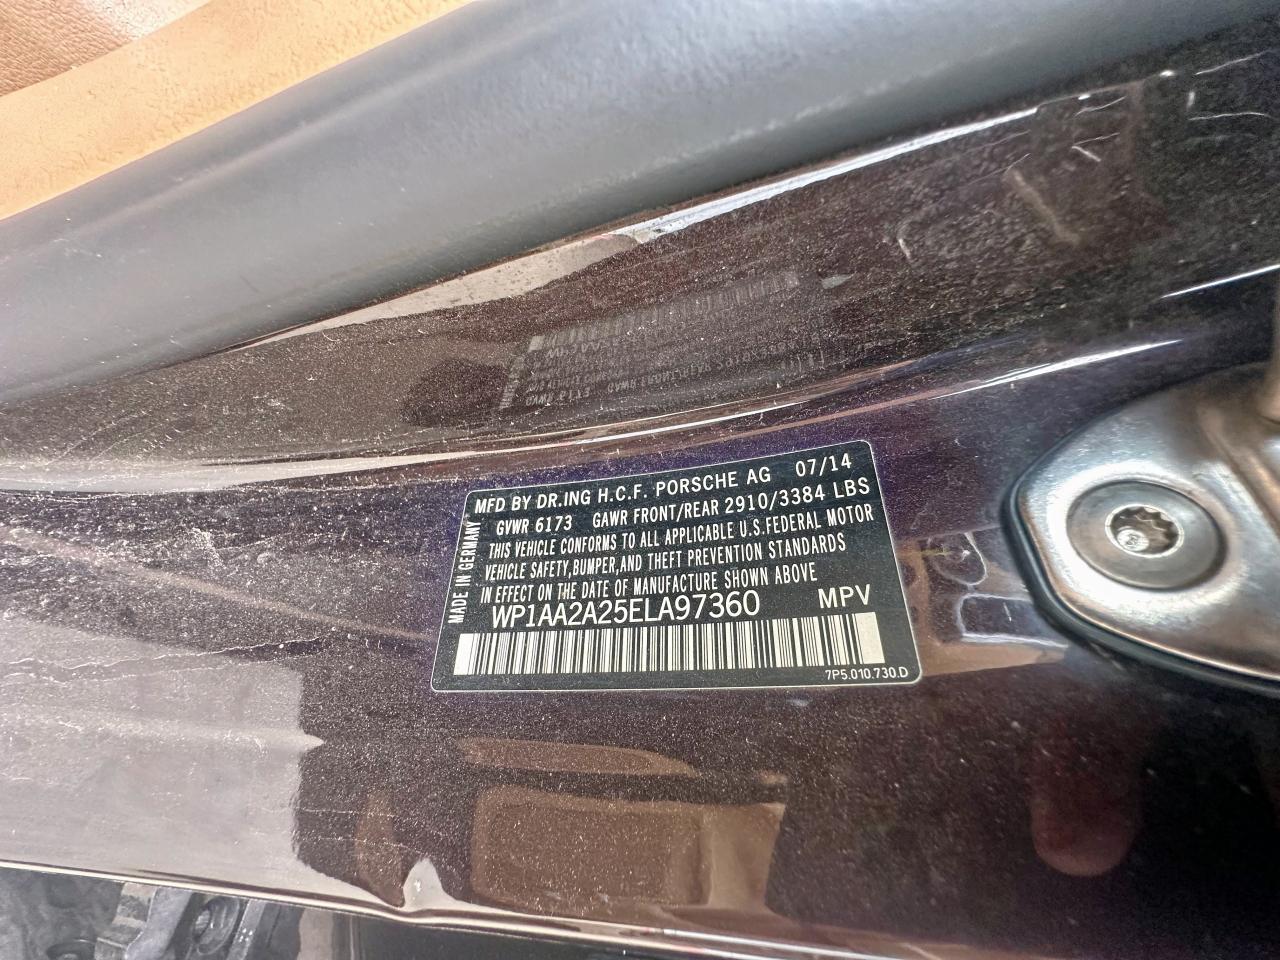 MFD BY DR.ING H.C.F. PORSCHE AG 07/14
GVWR 6173 GAWR FRONT/REAR 2910/3384 LBS
THIS VEHICLE CONFORMS TO ALL APPLICABLE U.S.FEDERAL MOTOR
VEHICLE SAFETY,BUMPER,AND THEFT PREVENTION STANDARDS
IN EFFECT ON THE DATE OF MANUFACTURE SHOWN ABOVE
WP1AA2A25ELA97360 MPV
7P5.010.730.D
MADE IN GERMANY